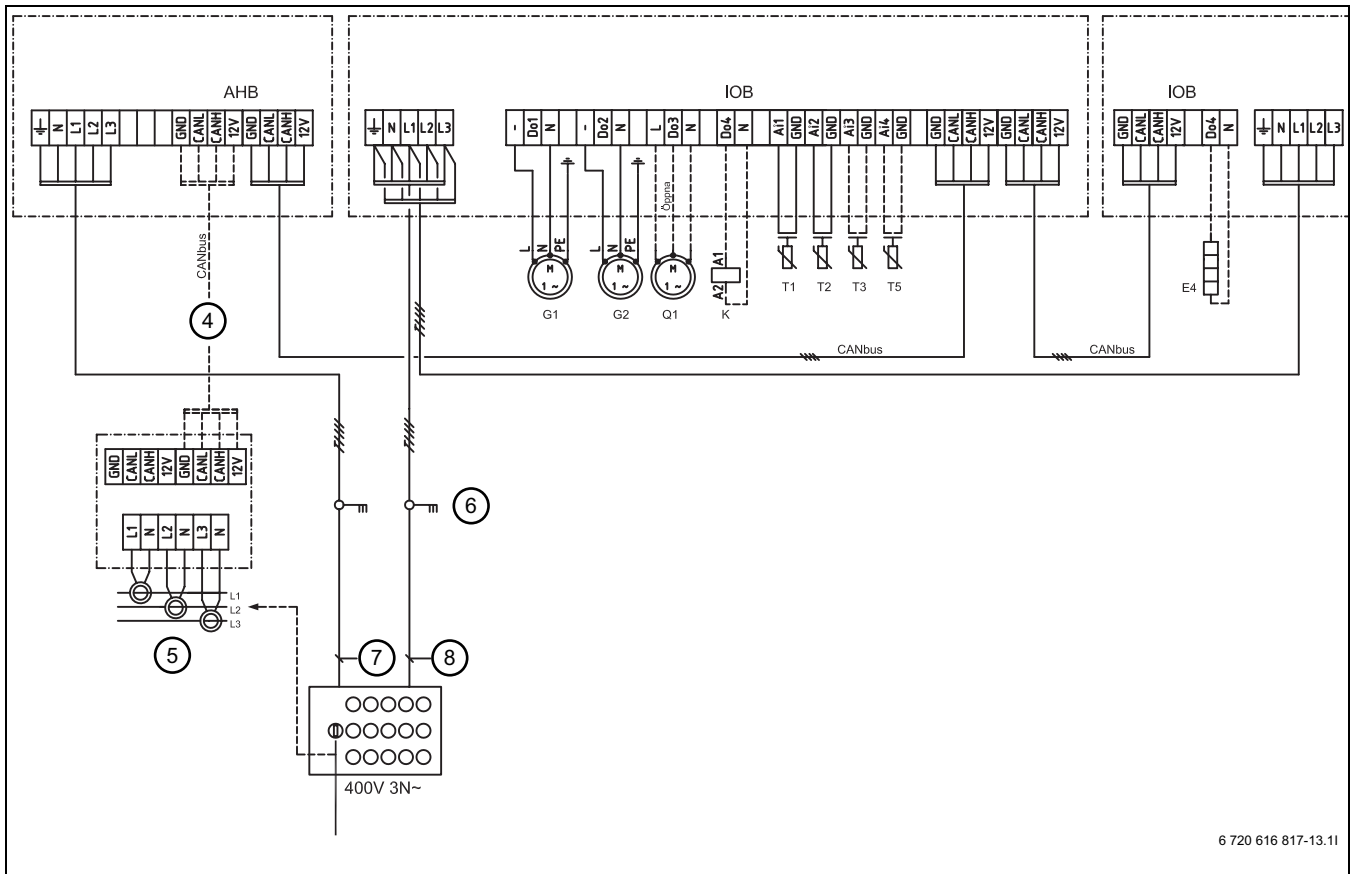 AHB
IOB
IOB
N L1 L2 L3 GND CANL CANH 12V GND CANL CANH 12V
N L1 L2 L3
- Do1 N - Do2 N L Do3 N Do4 N Ai1 GND Ai2 GND Ai3 GND Ai4 GND GND CANL CANH 12V GND CANL CANH 12V
GND CANL CANH 12V Do4 N
N L1 L2 L3
Öppna
L N PE
L N PE
M 1 ~
M 1 ~
M 1 ~
A1
A2
G1 G2 Q1 K T1 T2 T3 T5
E4
CANbus
4
CANbus
CANbus
GND CANL CANH 12V GND CANL CANH 12V
L1 N L2 N L3 N
6
L1
L2
L3
5
7
8
400V 3N~
6 720 616 817-13.1I